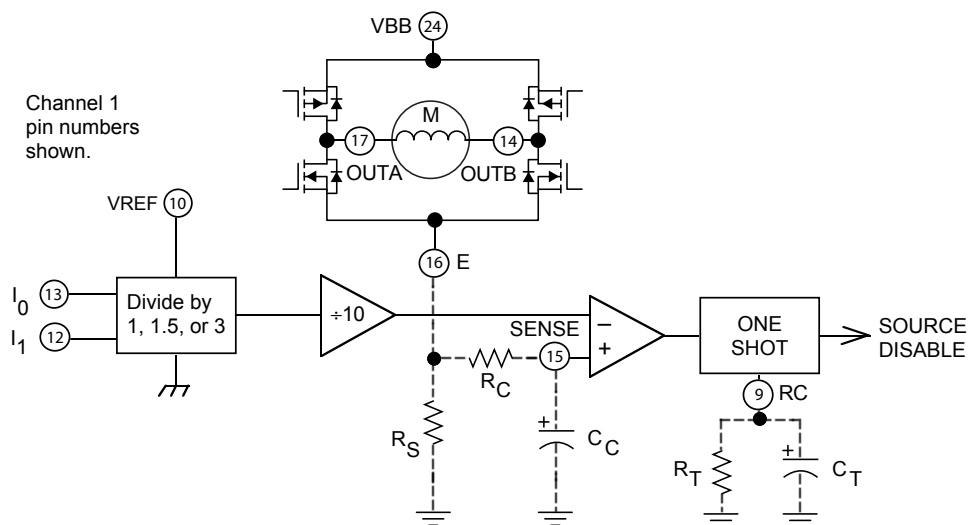 VBB
24
Channel 1
pin numbers
shown.
M
17
14
OUTA
OUTB
VREF
10
16
E
I0
13
I1
12
Divide by
1, 1.5, or 3
÷10
SENSE
15
−
+
ONE
SHOT
SOURCE
DISABLE
RC
RS
+
CC
9
RC
RT
+
CT